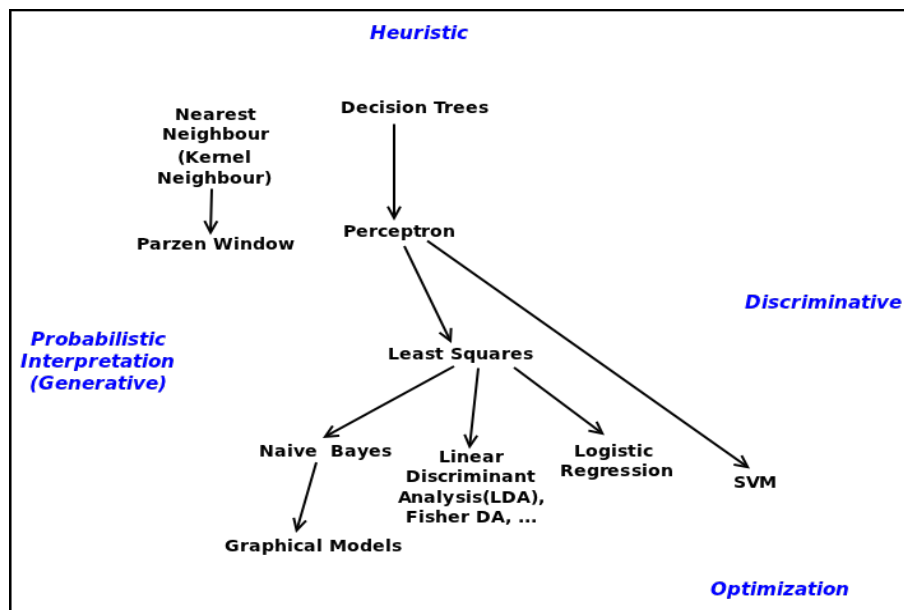 Heuristic
Decision Trees
Nearest
Neighbour
(Kernel
Neighbour)
Perceptron
Parzen Window
Discriminative
Probabilistic
Interpretation
(Generative)
Least Squares
Naive Bayes
Linear
Discriminant
Analysis(LDA),
Fisher DA, ...
Logistic
Regression
SVM
Graphical Models
Optimization